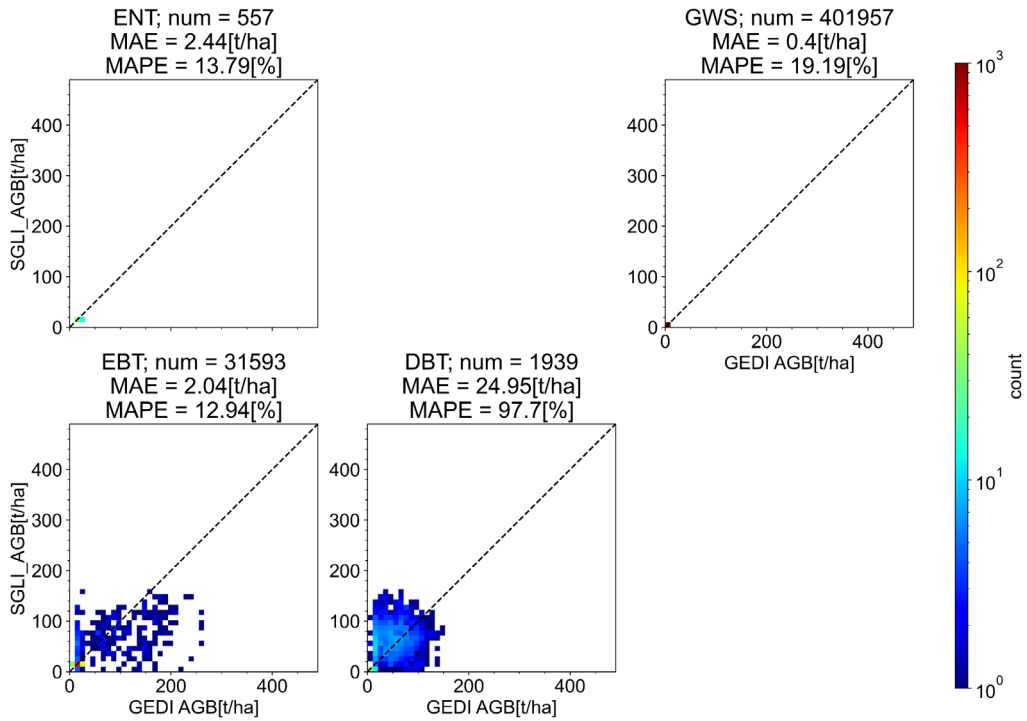 ENT; num = 557
MAE = 2.44[t/ha]
MAPE = 13.79[%]
SGLI_AGB[t/ha]
400
300
200
100
0
GWS; num = 401957
MAE = 0.4[t/ha]
MAPE = 19.19[%]
400
300
200
100
0
0 200 400
GEDI AGB[t/ha]
EBT; num = 31593
MAE = 2.04[t/ha]
MAPE = 12.94[%]
SGLI_AGB[t/ha]
400
300
200
100
0
0 200 400
GEDI AGB[t/ha]
DBT; num = 1939
MAE = 24.95[t/ha]
MAPE = 97.7[%]
400
300
200
100
0
0 200 400
GEDI AGB[t/ha]
10³
10²
10¹
10⁰
count